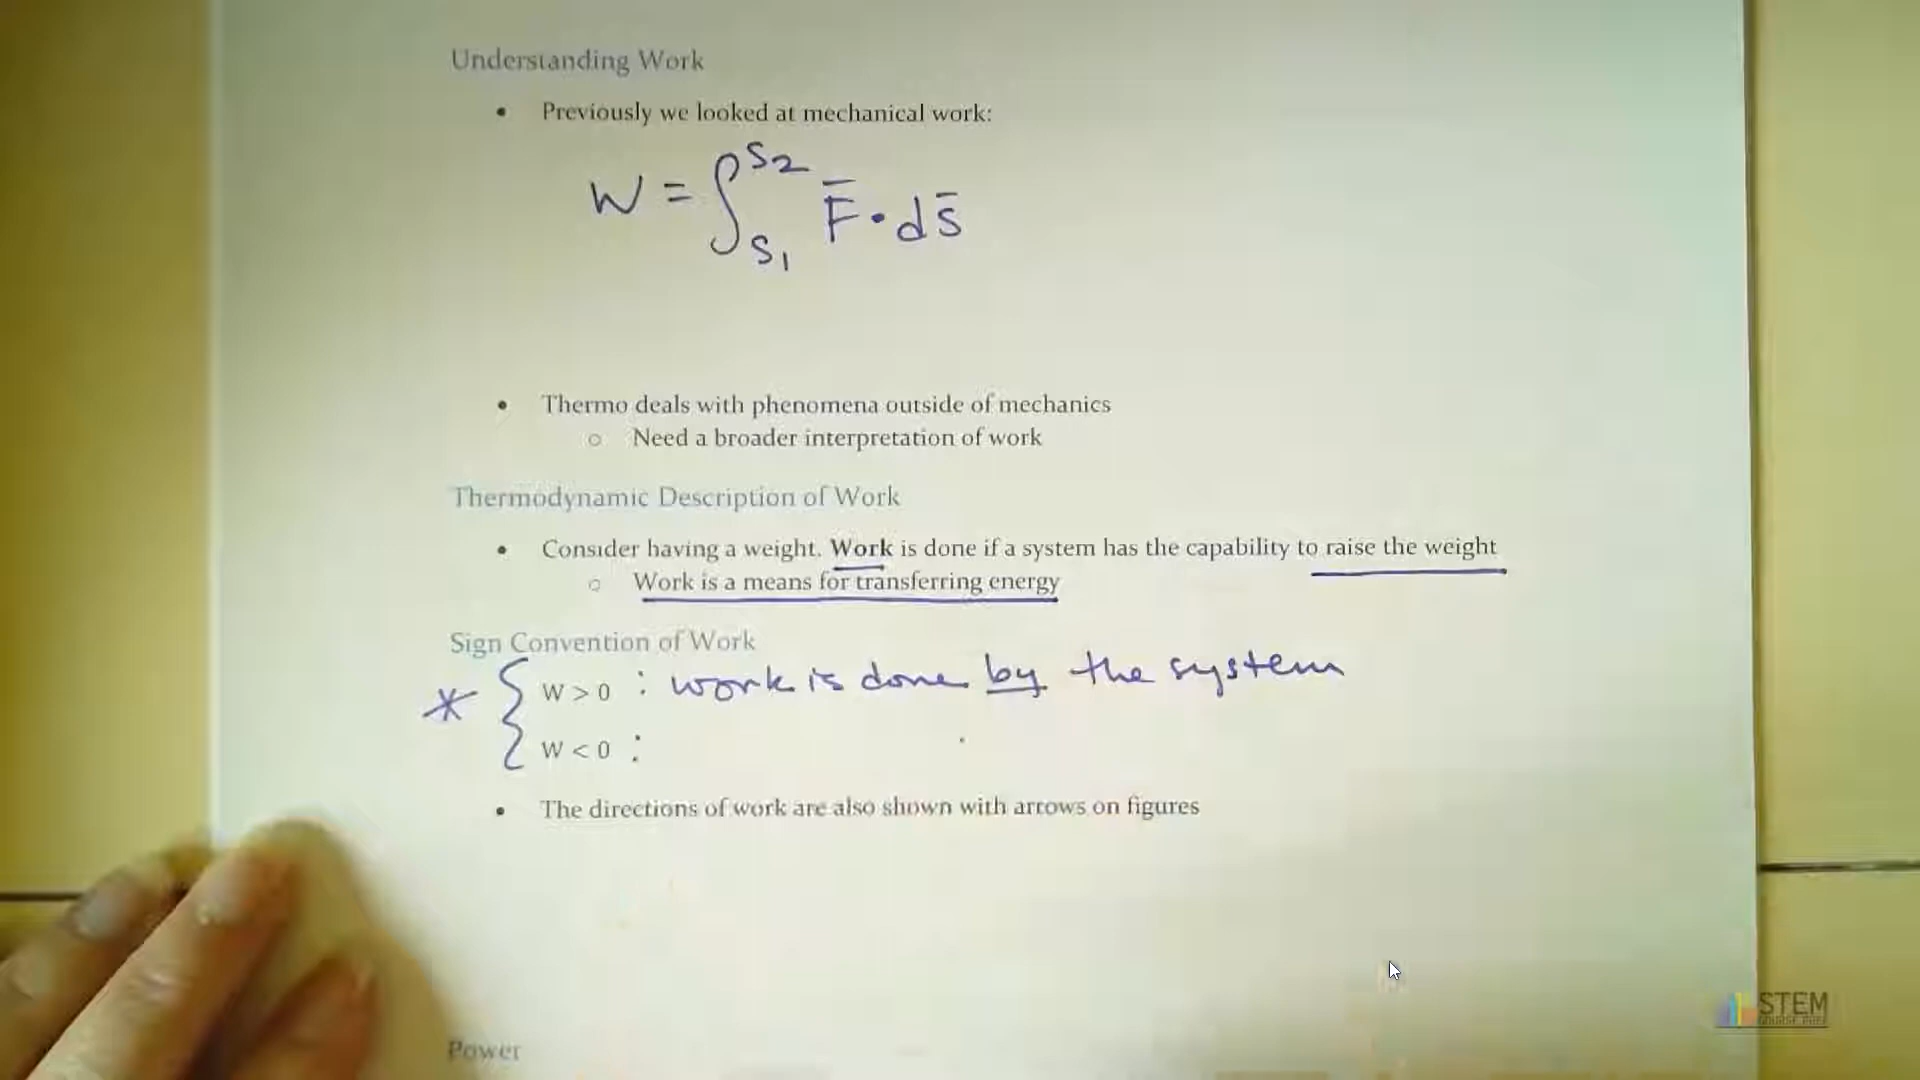 Understanding Work
• Previously we looked at mechanical work:
W = ∫_{S1}^{S2} F̄ • ds̄
• Thermo deals with phenomena outside of mechanics
○ Need a broader interpretation of work
Thermodynamic Description of Work
• Consider having a weight. Work is done if a system has the capability to raise the weight
○ Work is a means for transferring energy
Sign Convention of Work
* { W > 0 : work is done by the system
W < 0 :
• The directions of work are also shown with arrows on figures
Power
STEM